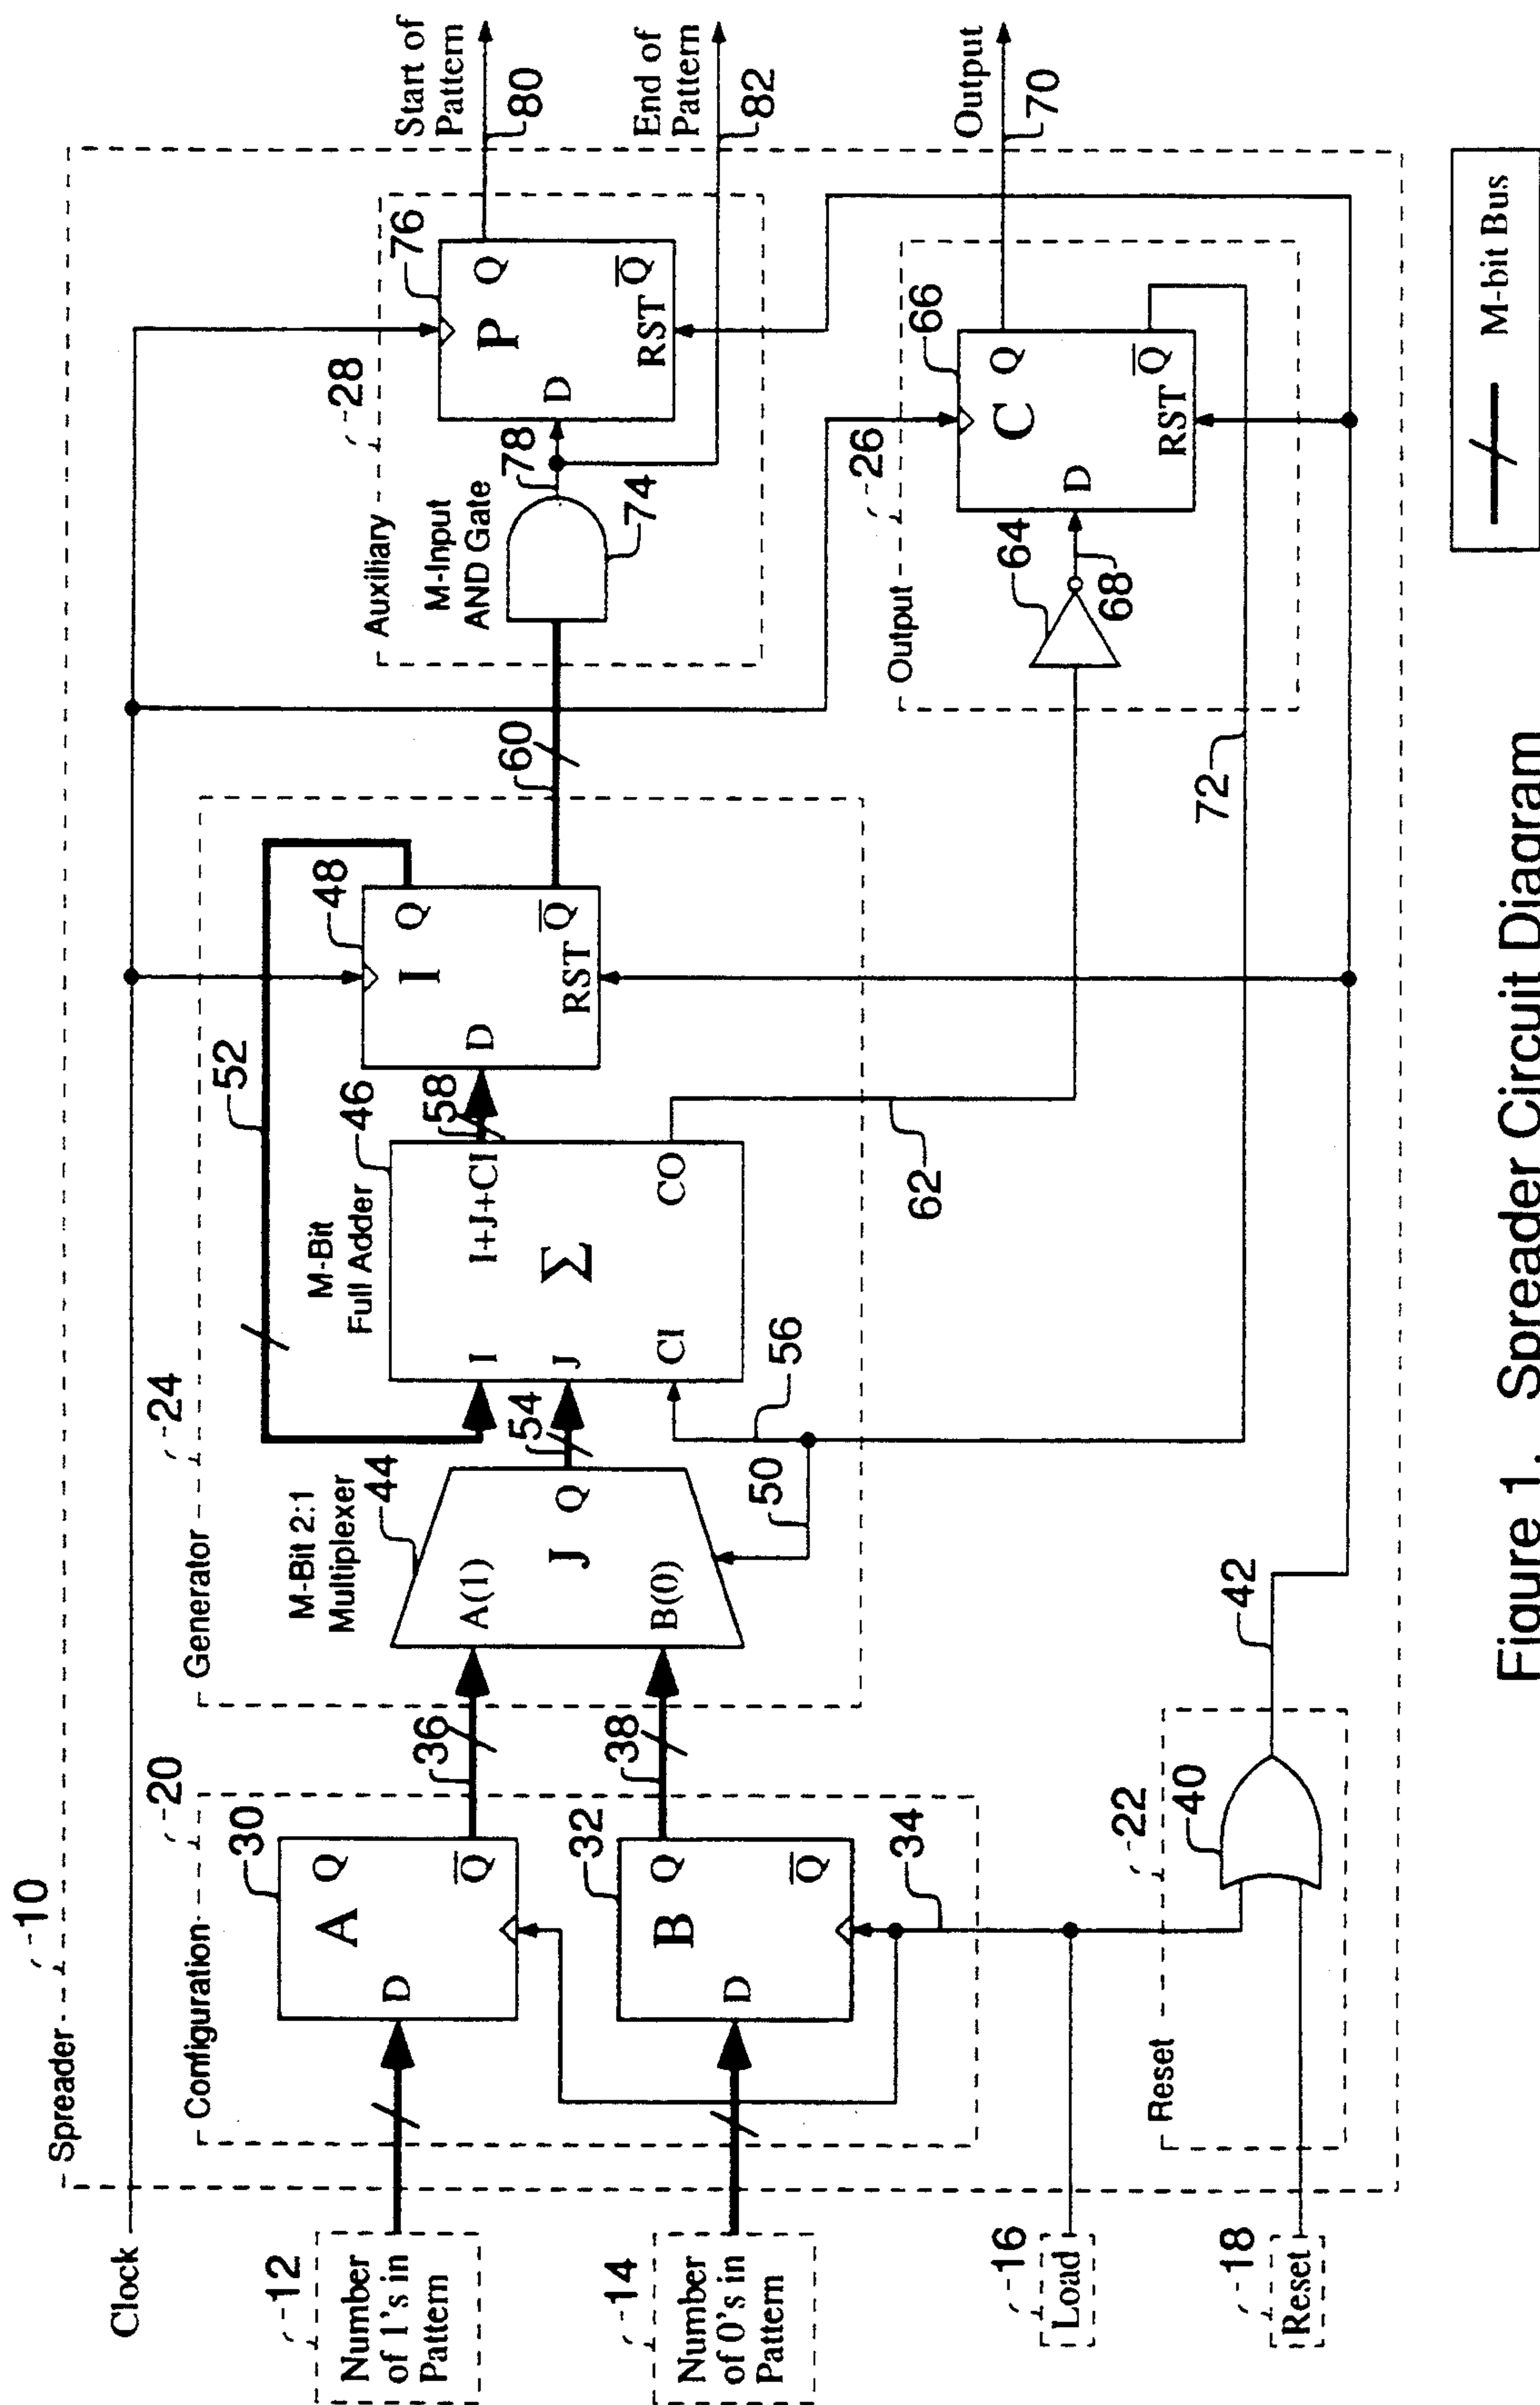 Spreader
10
Clock
12
Number
of 1's in
Pattern
14
Number
of 0's in
Pattern
16
Load
18
Reset
Configuration
20
30
A
D
Q
Q
36
32
B
D
Q
Q
38
34
Reset
22
40
42
Generator
24
M-Bit 2:1
Multiplexer
44
A(1)
J
Q
B(0)
50
54
56
52
M-Bit
Full Adder
46
I
I+J+CI
J
Σ
CI
CO
58
62
48
I
D
Q
Q
RST
60
72
Auxiliary
28
M-Input
AND Gate
74
78
76
P
D
Q
Q
RST
Start of
Pattern
80
End of
Pattern
82
Output
26
64
68
66
C
D
Q
Q
RST
Output
70
M-bit Bus
Figure 1. Spreader Circuit Diagram